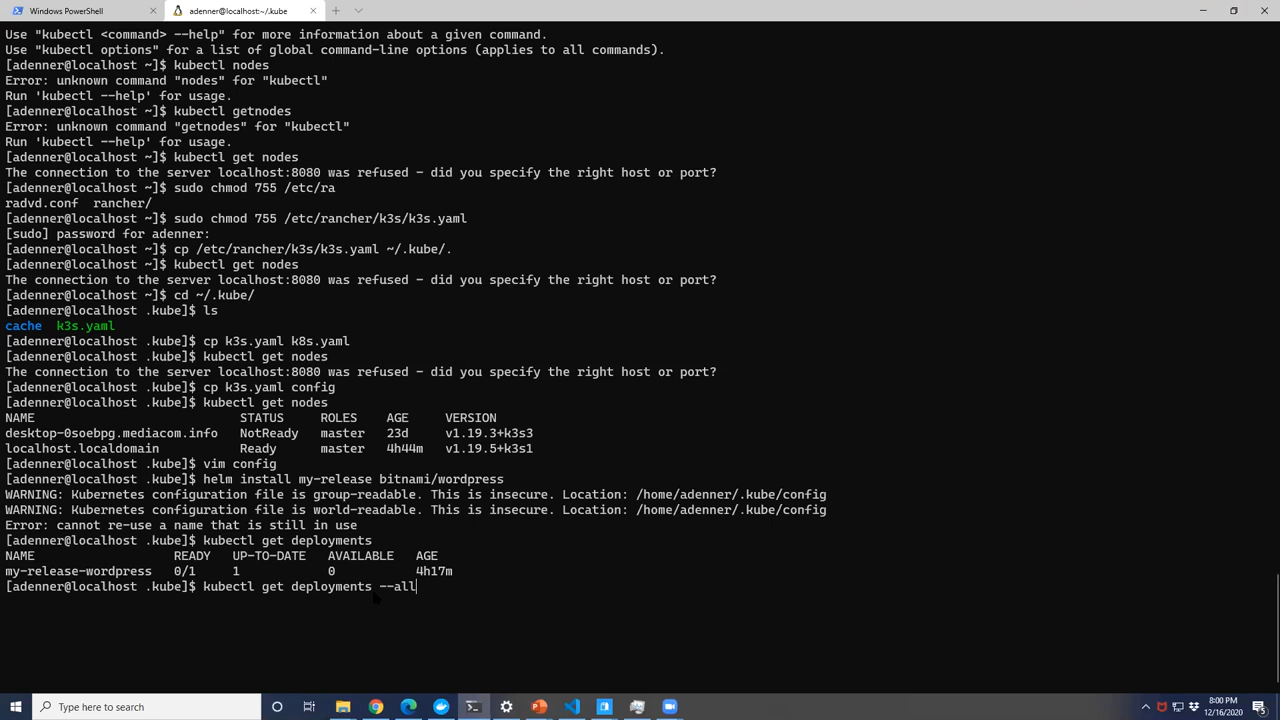 Windows PowerShell
adenner@localhost:~/.kube
Use "kubectl <command> --help" for more information about a given command.
Use "kubectl options" for a list of global command-line options (applies to all commands).
[adenner@localhost ~]$ kubectl nodes
Error: unknown command "nodes" for "kubectl"
Run 'kubectl --help' for usage.
[adenner@localhost ~]$ kubectl getnodes
Error: unknown command "getnodes" for "kubectl"
Run 'kubectl --help' for usage.
[adenner@localhost ~]$ kubectl get nodes
The connection to the server localhost:8080 was refused - did you specify the right host or port?
[adenner@localhost ~]$ sudo chmod 755 /etc/ra
radvd.conf  rancher/
[adenner@localhost ~]$ sudo chmod 755 /etc/rancher/k3s/k3s.yaml
[sudo] password for adenner:
[adenner@localhost ~]$ cp /etc/rancher/k3s/k3s.yaml ~/.kube/.
[adenner@localhost ~]$ kubectl get nodes
The connection to the server localhost:8080 was refused - did you specify the right host or port?
[adenner@localhost ~]$ cd ~/.kube/
[adenner@localhost .kube]$ ls
cache  k3s.yaml
[adenner@localhost .kube]$ cp k3s.yaml k8s.yaml
[adenner@localhost .kube]$ kubectl get nodes
The connection to the server localhost:8080 was refused - did you specify the right host or port?
[adenner@localhost .kube]$ cp k3s.yaml config
[adenner@localhost .kube]$ kubectl get nodes
NAME                            STATUS     ROLES    AGE     VERSION
desktop-0soebpg.mediacom.info   NotReady   master   23d     v1.19.3+k3s3
localhost.localdomain           Ready      master   4h44m   v1.19.5+k3s1
[adenner@localhost .kube]$ vim config
[adenner@localhost .kube]$ helm install my-release bitnami/wordpress
WARNING: Kubernetes configuration file is group-readable. This is insecure. Location: /home/adenner/.kube/config
WARNING: Kubernetes configuration file is world-readable. This is insecure. Location: /home/adenner/.kube/config
Error: cannot re-use a name that is still in use
[adenner@localhost .kube]$ kubectl get deployments
NAME                   READY   UP-TO-DATE   AVAILABLE   AGE
my-release-wordpress   0/1     1            0           4h17m
[adenner@localhost .kube]$ kubectl get deployments --all
Type here to search
8:00 PM
12/16/2020